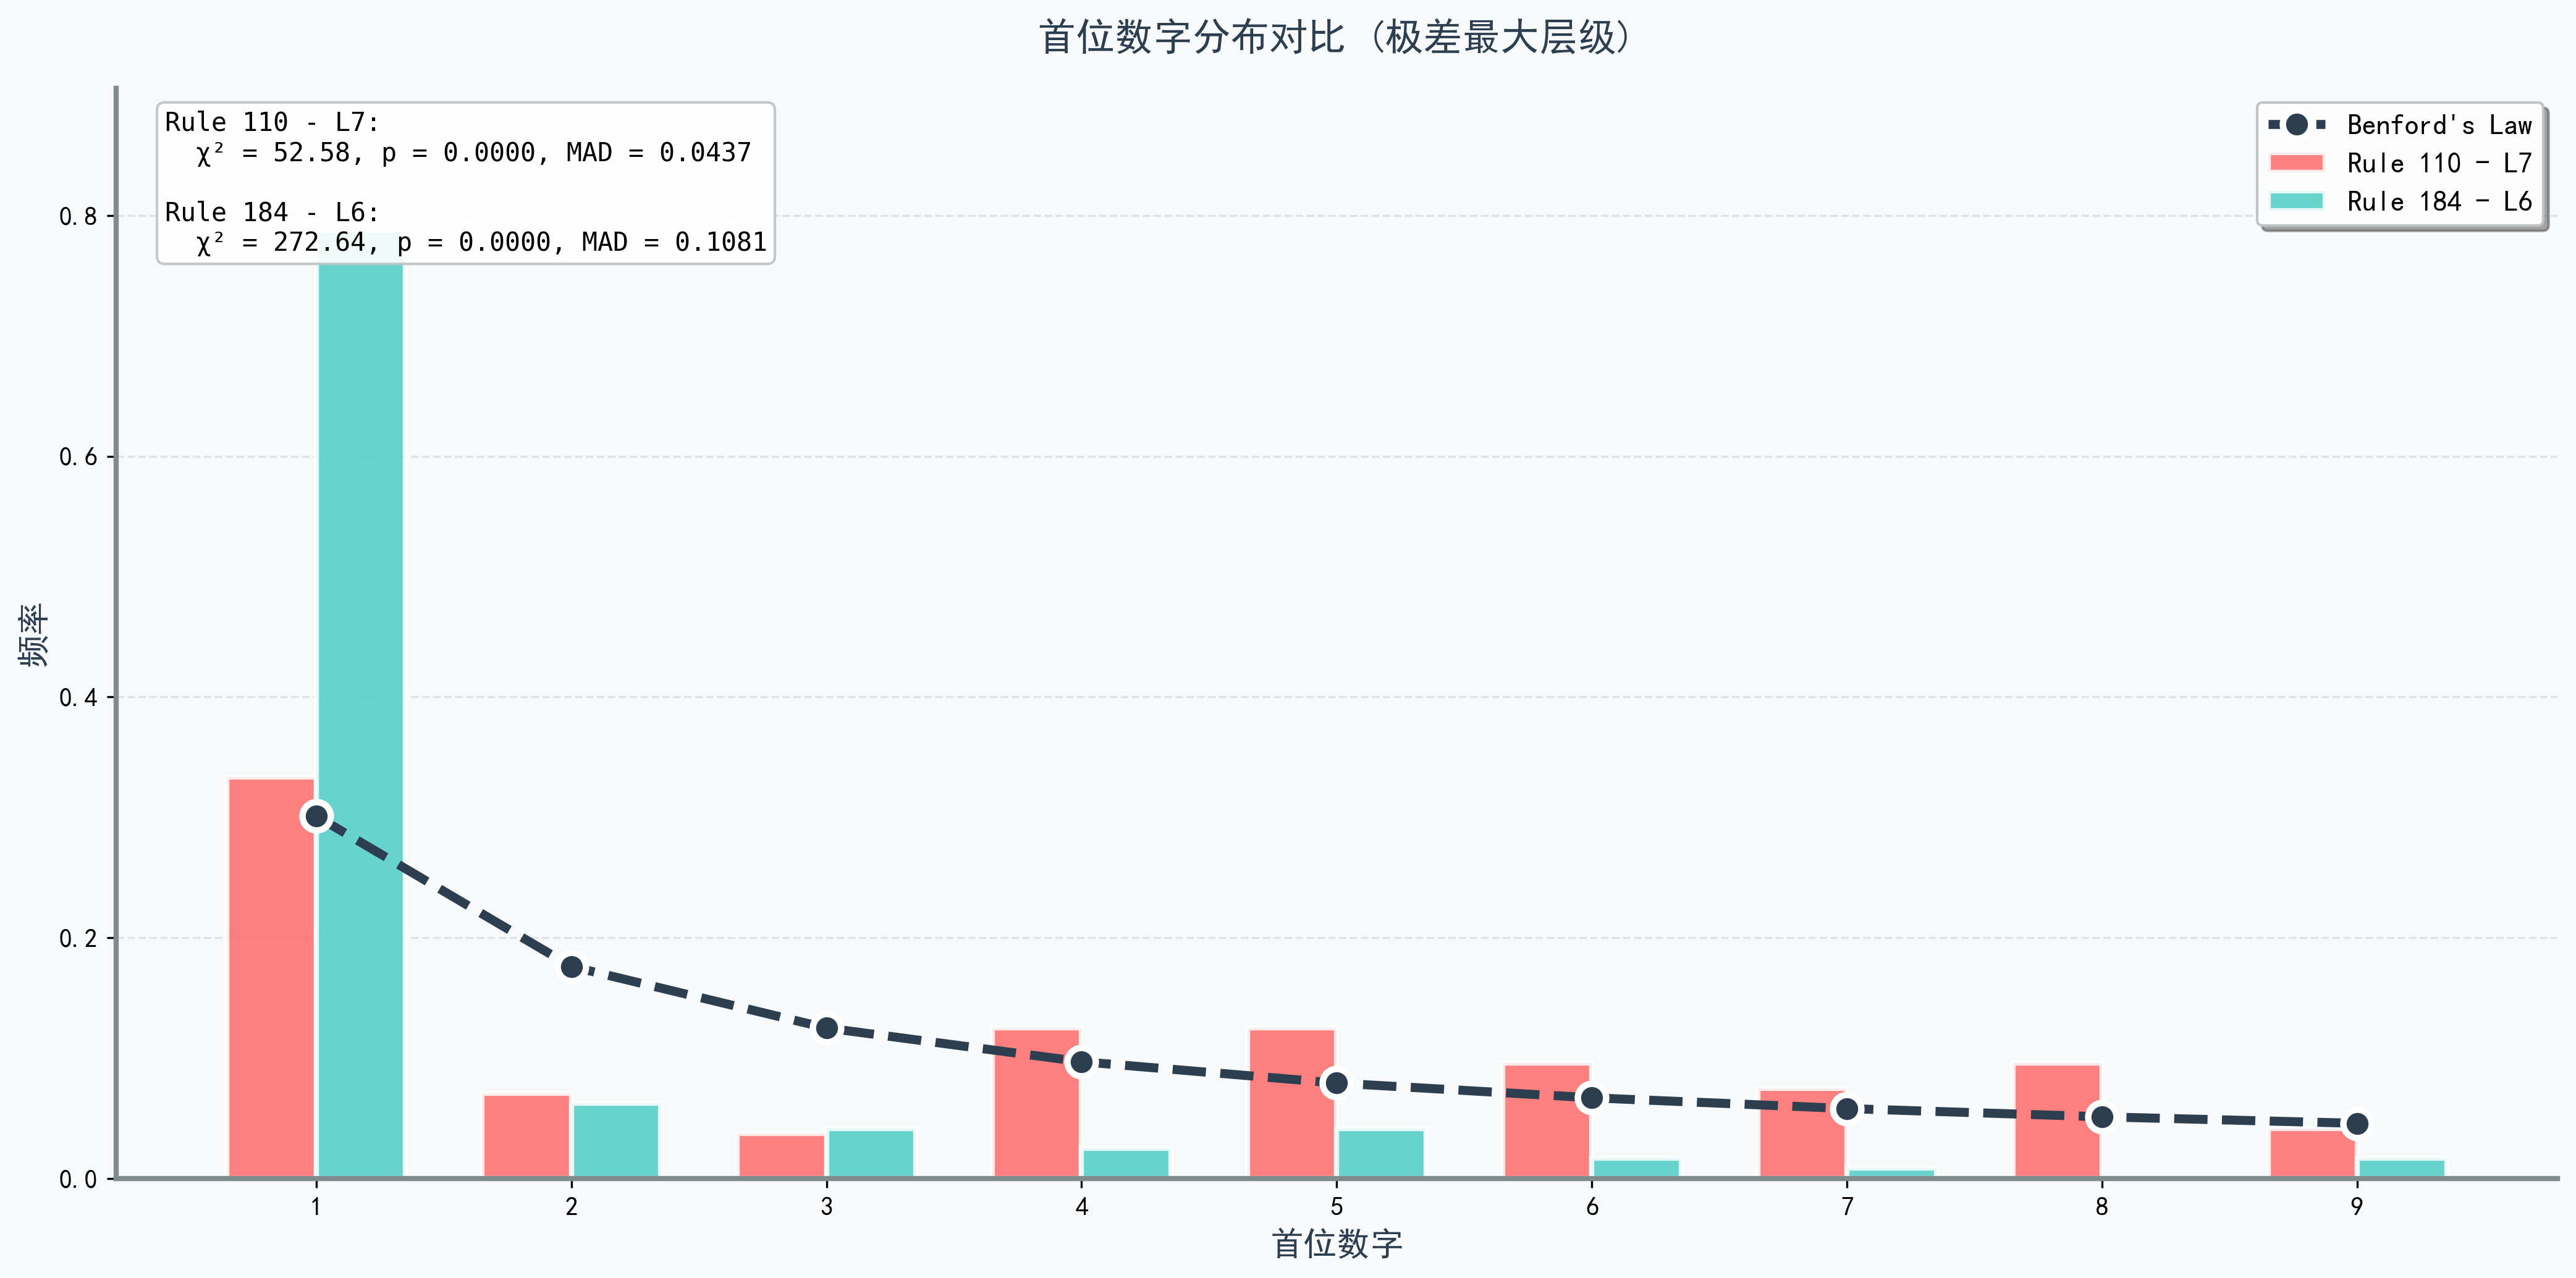 首位数字分布对比 (极差最大层级)
Rule 110 - L7:
χ² = 52.58, p = 0.0000, MAD = 0.0437
Rule 184 - L6:
χ² = 272.64, p = 0.0000, MAD = 0.1081
Benford's Law
Rule 110 - L7
Rule 184 - L6
频率
0.8
0.6
0.4
0.2
0.0
1 2 3 4 5 6 7 8 9
首位数字